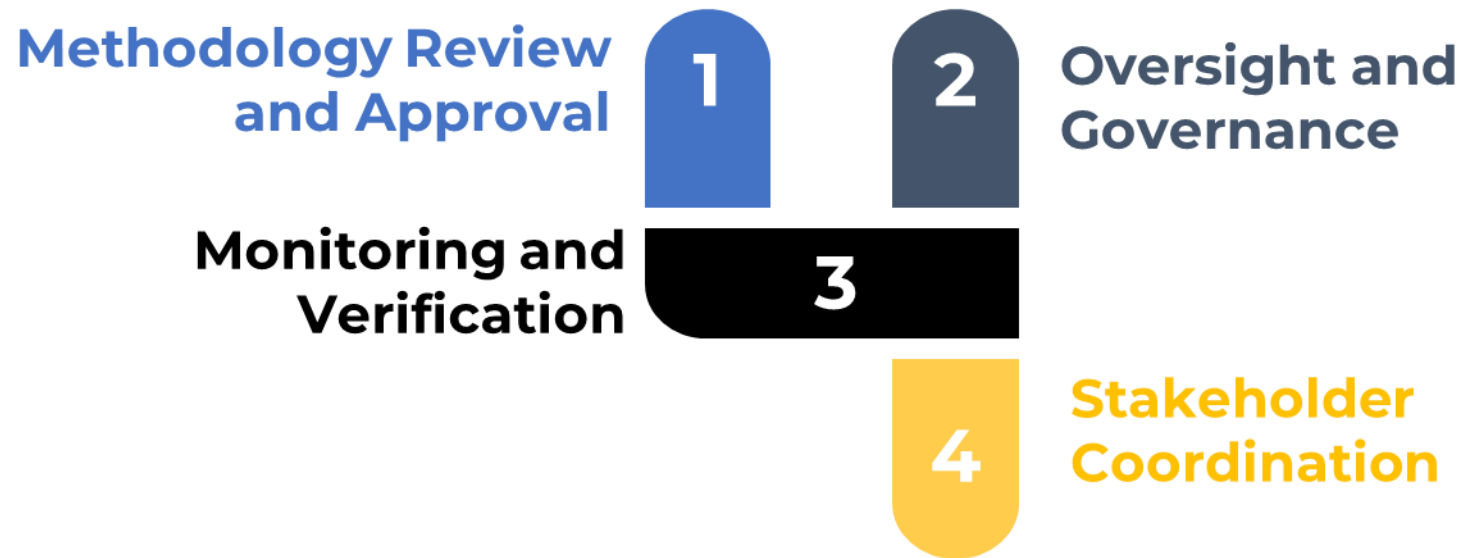 Methodology Review
and Approval
1
2
Oversight and
Governance
Monitoring and
Verification
3
4
Stakeholder
Coordination